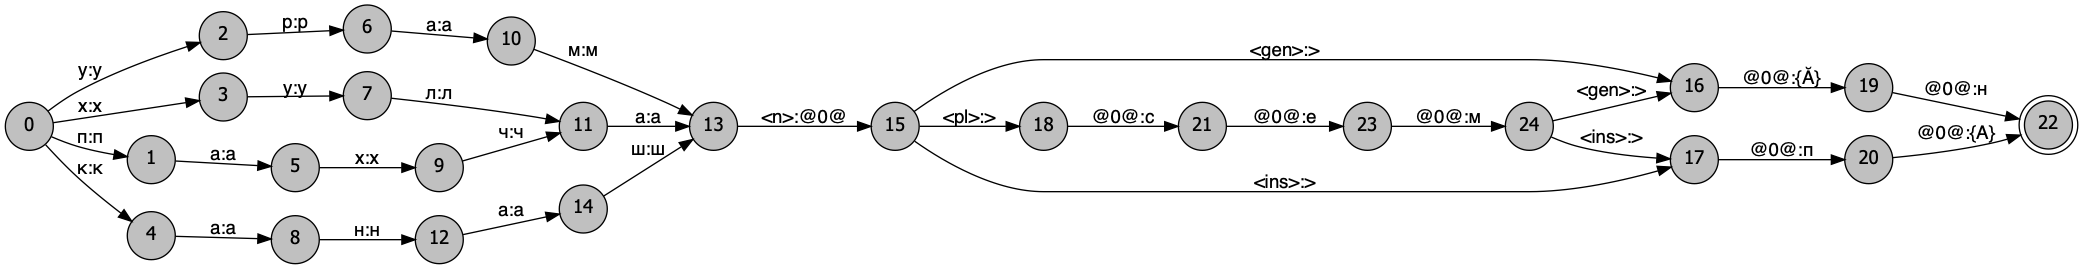 0
у:у
2
р:р
6
а:а
10
м:м
х:х
3
у:у
7
л:л
11
а:а
13
п:п
1
а:а
5
х:х
9
ч:ч
к:к
4
а:а
8
н:н
12
а:а
14
ш:ш
<n>:@0@
15
<gen>:>
<pl>:>
18
@0@:с
21
@0@:е
23
@0@:м
24
<ins>:>
<gen>:>
<ins>:>
16
@0@:{Ă}
19
@0@:н
17
@0@:п
20
@0@:{А}
22